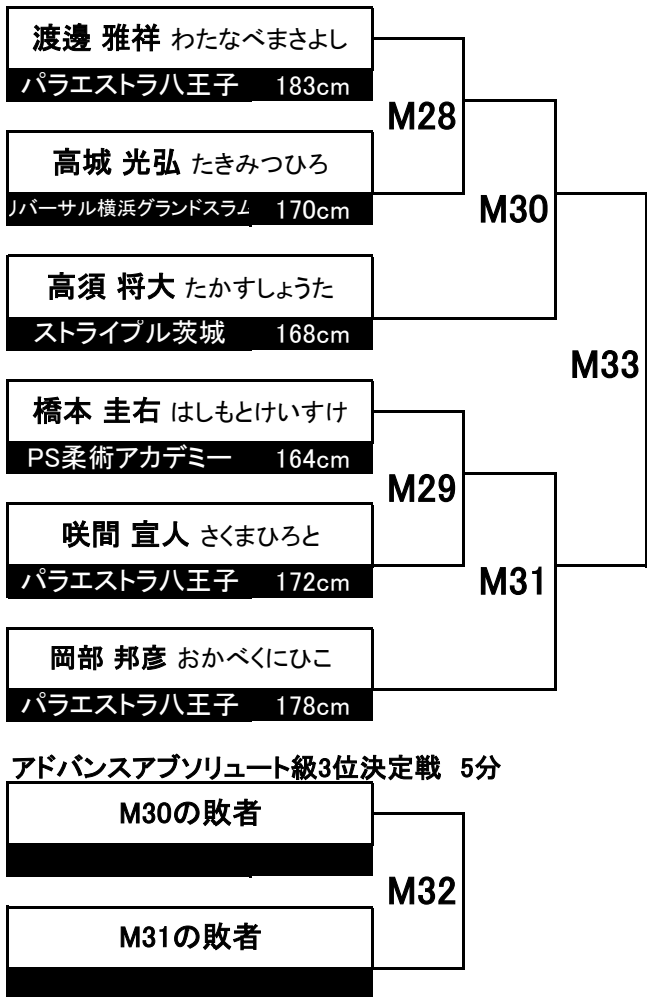 渡邊 雅祥 わたなべまさよし
パラエストラ八王子 183cm
M28
高城 光弘 たきみつひろ
リバーサル横浜グランドスラム 170cm
M30
高須 将大 たかすしょうた
ストライプル茨城 168cm
M33
橋本 圭右 はしもとけいすけ
PS柔術アカデミー 164cm
M29
咲間 宣人 さくまひろと
パラエストラ八王子 172cm
M31
岡部 邦彦 おかべくにひこ
パラエストラ八王子 178cm
アドバンスアブソリュート級3位決定戦 5分
M30の敗者
M32
M31の敗者